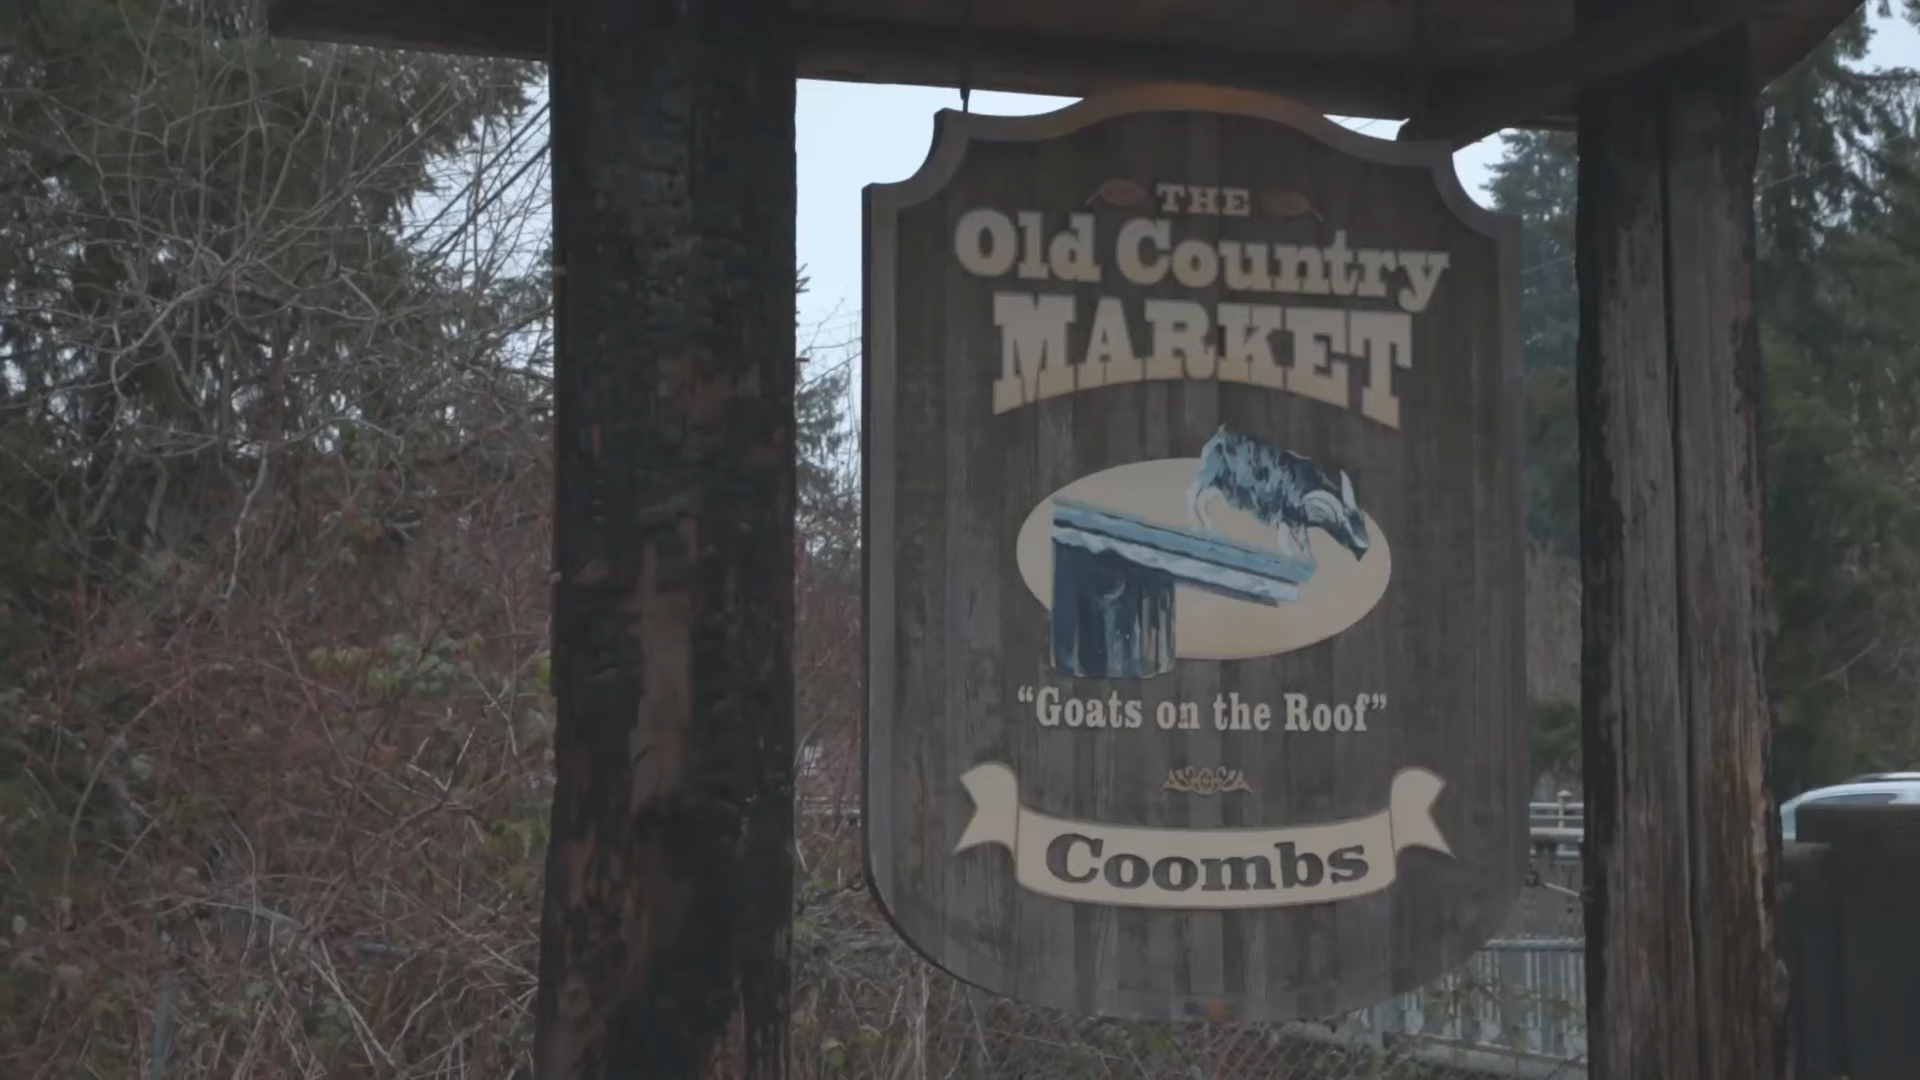 THE
Old Country
MARKET
“Goats on the Roof”
Coombs